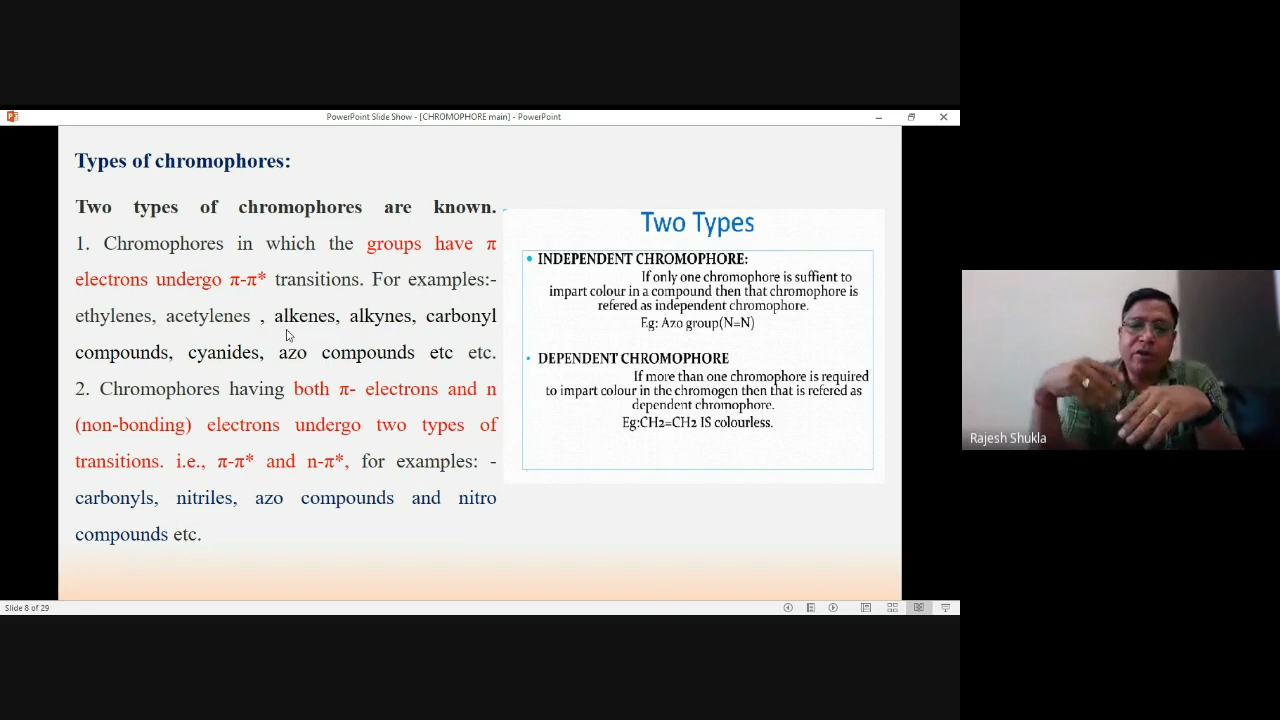 PowerPoint Slide Show - [CHROMOPHORE main] - PowerPoint
Types of chromophores:
Two types of chromophores are known.
1. Chromophores in which the groups have π
electrons undergo π-π* transitions. For examples:-
ethylenes, acetylenes , alkenes, alkynes, carbonyl
compounds, cyanides, azo compounds etc etc.
2. Chromophores having both π- electrons and n
(non-bonding) electrons undergo two types of
transitions. i.e., π-π* and n-π*, for examples: -
carbonyls, nitriles, azo compounds and nitro
compounds etc.
Two Types
• INDEPENDENT CHROMOPHORE:
If only one chromophore is suffient to
impart colour in a compound then that chromophore is
refered as independent chromophore.
Eg: Azo group(N=N)
• DEPENDENT CHROMOPHORE
If more than one chromophore is required
to impart colour in the chromogen then that is refered as
dependent chromophore.
Eg:CH2=CH2 IS colourless.
Rajesh Shukla
Slide 8 of 29